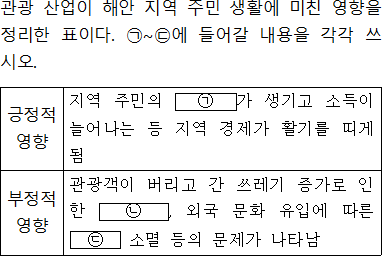 관광 산업이 해안 지역 주민 생활에 미친 영향을
정리한 표이다. ㉠~㉢에 들어갈 내용을 각각 쓰
시오.
긍정적
영향
지역 주민의 ㉠가 생기고 소득이
늘어나는 등 지역 경제가 활기를 띠게
됨
부정적
영향
관광객이 버리고 간 쓰레기 증가로 인
한 ㉡, 외국 문화 유입에 따른
㉢ 소멸 등의 문제가 나타남